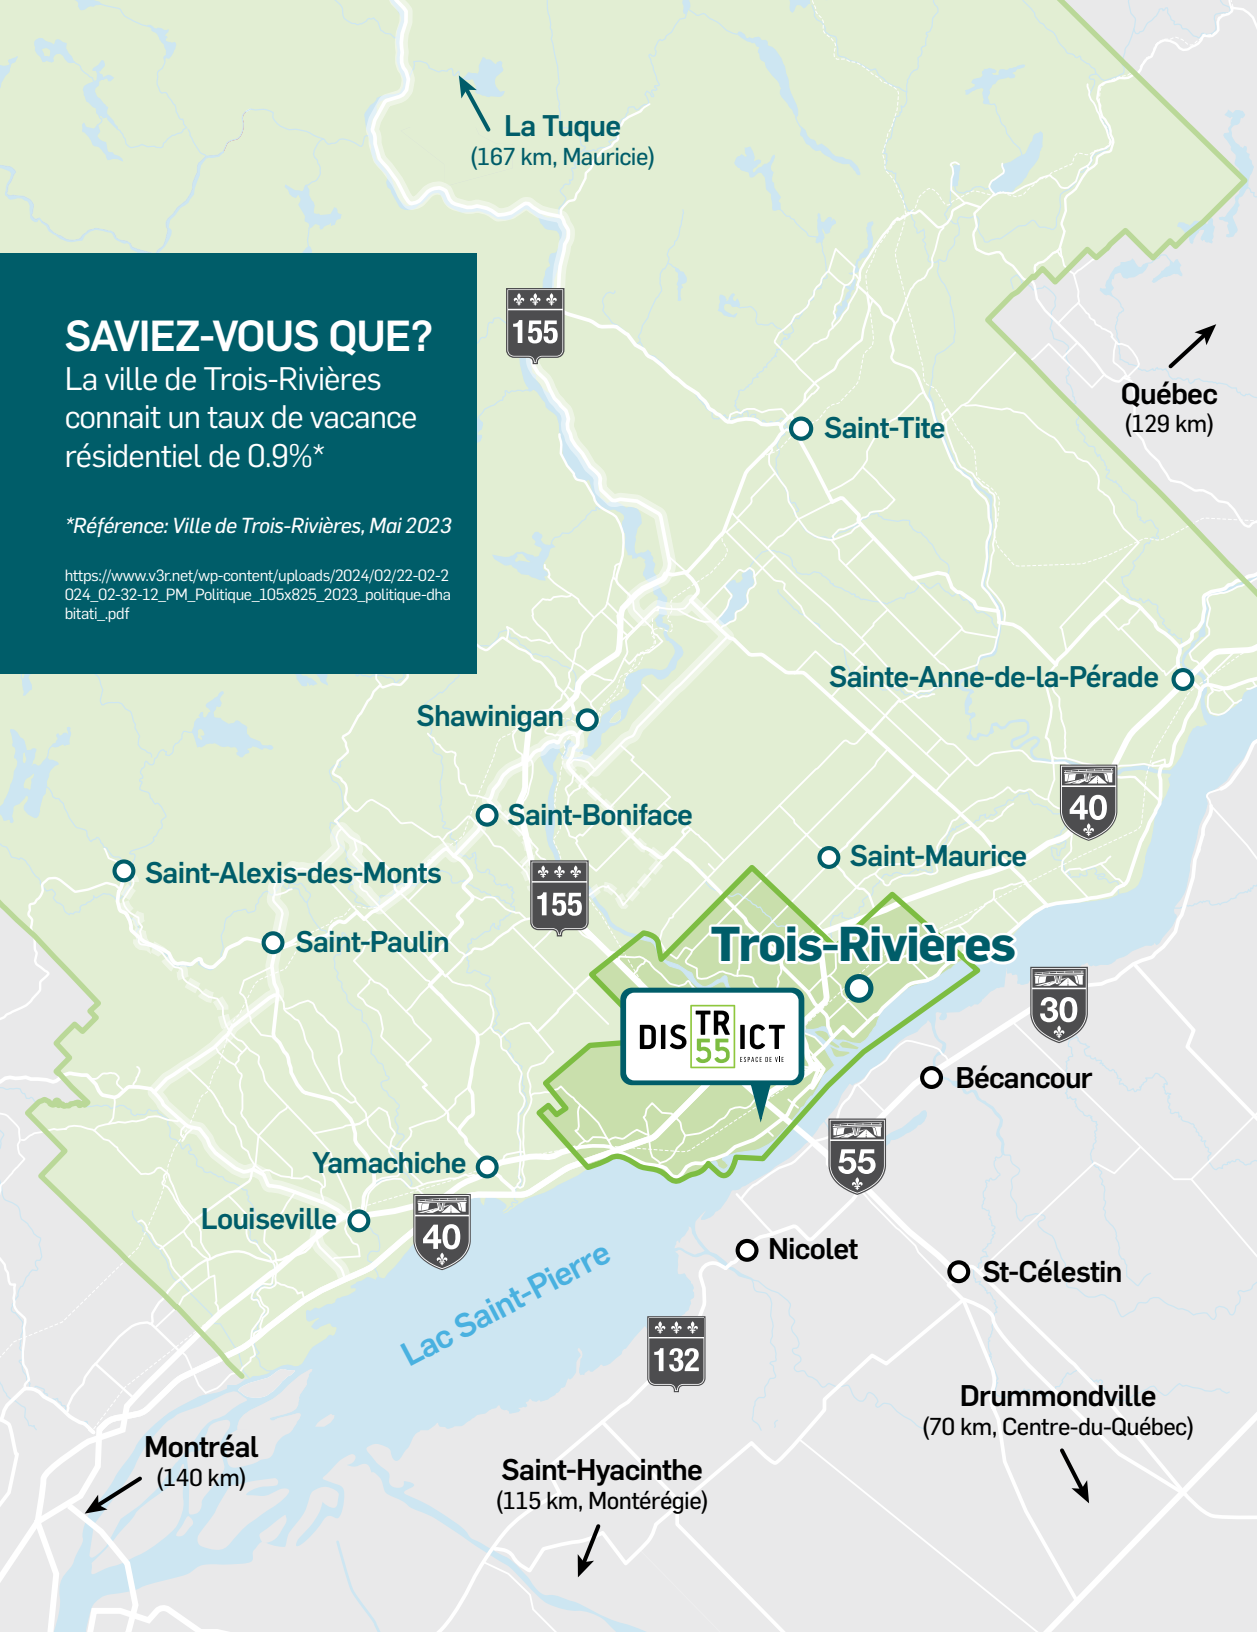 La Tuque
(167 km, Mauricie)
SAVIEZ-VOUS QUE?
La ville de Trois-Rivières
connait un taux de vacance
résidentiel de 0.9%*
*Référence: Ville de Trois-Rivières, Mai 2023
https://www.v3r.net/wp-content/uploads/2024/02/22-02-2
024_02-32-12_PM_Politique_105x825_2023_politique-dha
bitati_.pdf
155
Québec
(129 km)
Saint-Tite
Sainte-Anne-de-la-Pérade
Shawinigan
40
Saint-Boniface
Saint-Maurice
Saint-Alexis-des-Monts
155
Saint-Paulin
Trois-Rivières
30
DISTRICT
55
ESPACE DE VIE
Bécancour
55
Yamachiche
Louiseville
40
Nicolet
St-Célestin
Lac Saint-Pierre
132
Drummondville
(70 km, Centre-du-Québec)
Montréal
(140 km)
Saint-Hyacinthe
(115 km, Montérégie)